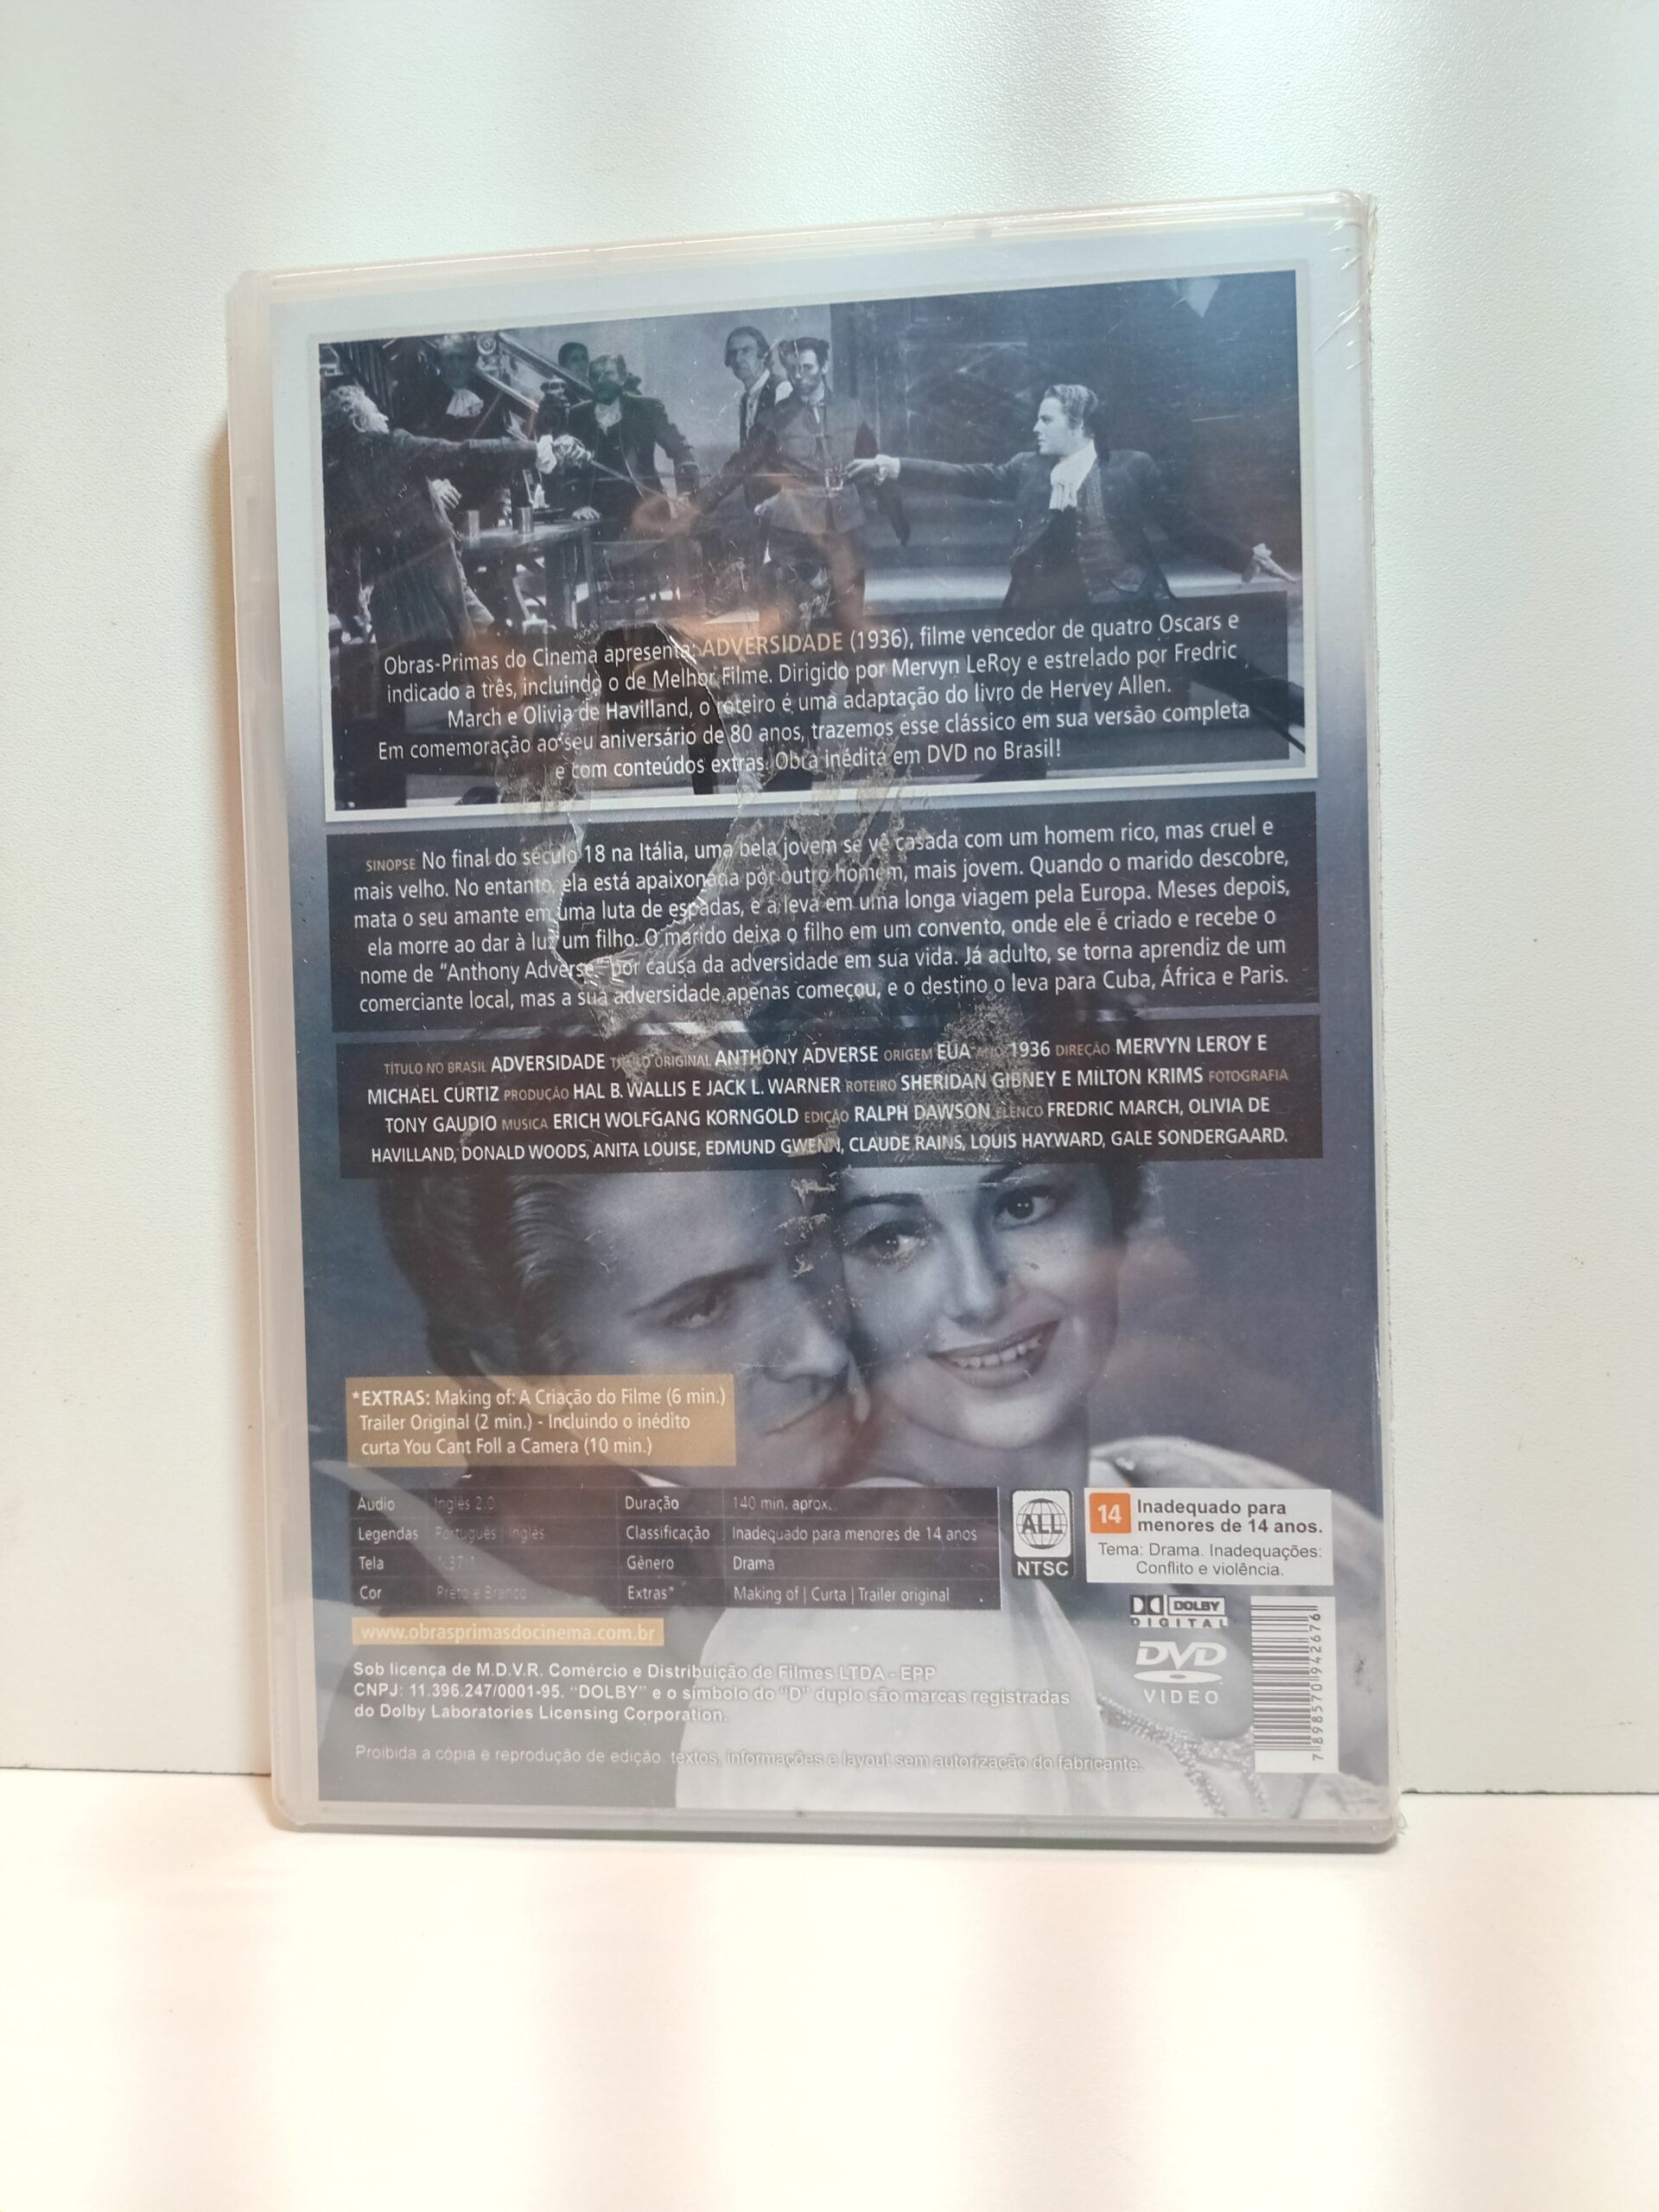 Obras-Primas do Cinema apresenta: ADVERSIDADE (1936), filme vencedor de quatro Oscars e
indicado a três, incluindo o de Melhor Filme. Dirigido por Mervyn LeRoy e estrelado por Fredric
March e Olivia de Havilland, o roteiro é uma adaptação do livro de Hervey Allen.
Em comemoração ao seu aniversário de 80 anos, trazemos esse clássico em sua versão completa
e com conteúdos extras. Obra inédita em DVD no Brasil!
SINOPSE No final do século 18 na Itália, uma bela jovem se vê casada com um homem rico, mas cruel e
mais velho. No entanto, ela está apaixonada por outro homem, mais jovem. Quando o marido descobre,
mata o seu amante em uma luta de espadas, e a leva em uma longa viagem pela Europa. Meses depois,
ela morre ao dar à luz um filho. O marido deixa o filho em um convento, onde ele é criado e recebe o
nome de "Anthony Adverse" por causa da adversidade em sua vida. Já adulto, se torna aprendiz de um
comerciante local, mas a sua adversidade apenas começou, e o destino o leva para Cuba, África e Paris.
TÍTULO NO BRASIL ADVERSIDADE TÍTULO ORIGINAL ANTHONY ADVERSE ORIGEM EUA ANO 1936 DIREÇÃO MERVYN LEROY E
MICHAEL CURTIZ PRODUÇÃO HAL B. WALLIS E JACK L. WARNER ROTEIRO SHERIDAN GIBNEY E MILTON KRIMS FOTOGRAFIA
TONY GAUDIO MUSICA ERICH WOLFGANG KORNGOLD EDIÇÃO RALPH DAWSON ELENCO FREDRIC MARCH, OLIVIA DE
HAVILLAND, DONALD WOODS, ANITA LOUISE, EDMUND GWENN, CLAUDE RAINS, LOUIS HAYWARD, GALE SONDERGAARD.
*EXTRAS: Making of: A Criação do Filme (6 min.)
Trailer Original (2 min.) - Incluindo o inédito
curta You Cant Foll a Camera (10 min.)
Áudio Inglês 2.0 Duração 140 min. aprox.
Legendas Português | Inglês Classificação Inadequado para menores de 14 anos
Tela 1.37:1 Gênero Drama
Cor Preto e Branco Extras* Making of | Curta | Trailer original
ALL
NTSC
14 Inadequado para
menores de 14 anos.
Tema: Drama. Inadequações:
Conflito e violência.
DOLBY
DIGITAL
DVD
VIDEO
7898570942676
www.obrasprimasdocinema.com.br
Sob licença de M.D.V.R. Comércio e Distribuição de Filmes LTDA - EPP
CNPJ: 11.396.247/0001-95. "DOLBY" e o símbolo do "D" duplo são marcas registradas
do Dolby Laboratories Licensing Corporation.
Proibida a cópia e reprodução de edição, textos, informações e layout sem autorização do fabricante.